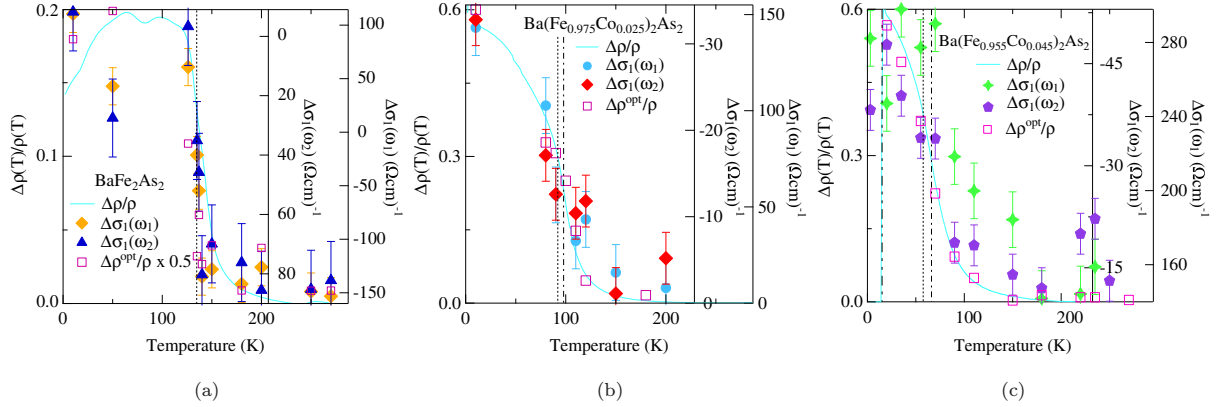 Δρ(T)/ρ(T)
0.2
0.1
0.0
BaFe₂As₂
Δρ/ρ
Δσ₁(ω₁)
Δσ₁(ω₂)
Δρᵒᵖᵗ/ρ x 0.5
0
100
200
Temperature (K)
0
20
20
40
60
80
Δσ₁(ω₂) (Ωcm)⁻¹
100
50
0
-50
-100
-150
Δσ₁(ω₁) (Ωcm)⁻¹
(a)
Δρ(T)/ρ(T)
0.6
0.3
0.0
Ba(Fe₀.₉₇₅Co₀.₀₂₅)₂As₂
Δρ/ρ
Δσ₁(ω₁)
Δσ₁(ω₂)
Δρᵒᵖᵗ/ρ
0
100
200
Temperature (K)
-30
-20
-10
0
Δσ₁(ω₂) (Ωcm)⁻¹
150
100
50
0
Δσ₁(ω₁) (Ωcm)⁻¹
(b)
Δρ(T)/ρ(T)
0.6
0.3
0.0
Ba(Fe₀.₉₅₅Co₀.₀₄₅)₂As₂
Δρ/ρ
Δσ₁(ω₁)
Δσ₁(ω₂)
Δρᵒᵖᵗ/ρ
0
100
200
Temperature (K)
-45
-30
-15
Δσ₁(ω₂) (Ωcm)⁻¹
280
240
200
160
Δσ₁(ω₁) (Ωcm)⁻¹
(c)